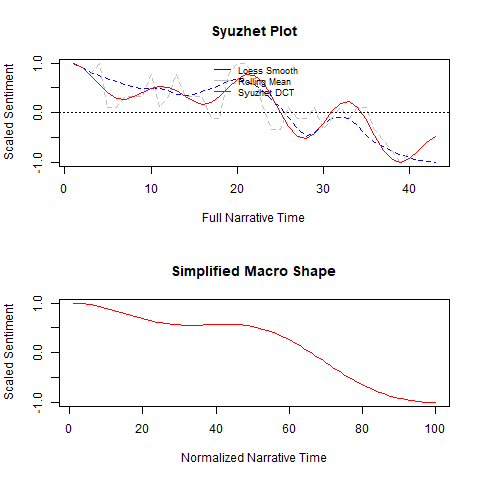 Syuzhet Plot
Scaled Sentiment
1.0
0.0
-1.0
Loess Smooth
Rolling Mean
Syuzhet DCT
0 10 20 30 40
Full Narrative Time
Simplified Macro Shape
Scaled Sentiment
1.0
0.0
-1.0
0 20 40 60 80 100
Normalized Narrative Time